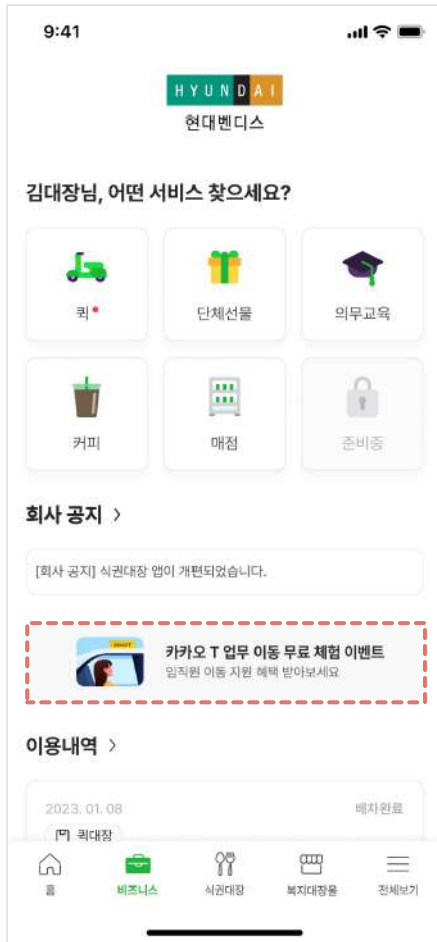 9:41
HYUNDAI
현대벤디스
김대장님, 어떤 서비스 찾으세요?
퀵
단체선물
의무교육
커피
매점
준비중
회사 공지 >
[회사 공지] 식권대장 앱이 개편되었습니다.
카카오 T 업무 이동 무료 체험 이벤트
임직원 이동 지원 혜택 받아보세요
이용내역 >
2023. 01. 08
배차완료
퀵대장
홈
비즈니스
식권대장
복지대장몰
전체보기